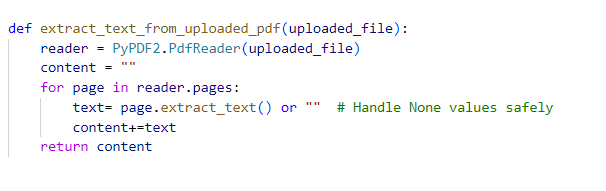 def extract_text_from_uploaded_pdf(uploaded_file):
    reader = PyPDF2.PdfReader(uploaded_file)
    content = ""
    for page in reader.pages:
        text= page.extract_text() or ""  # Handle None values safely
        content+=text
    return content